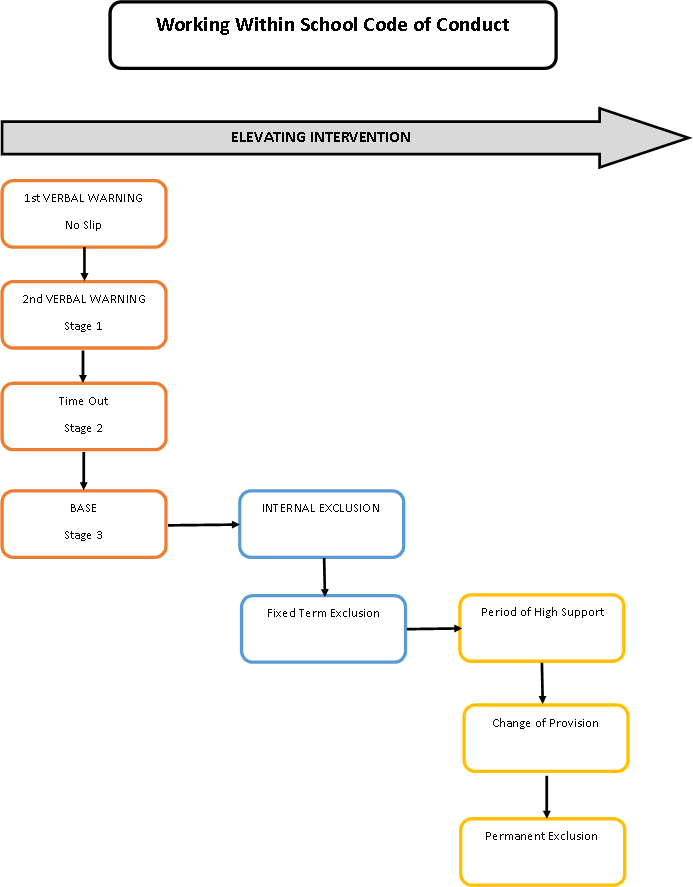 Working Within School Code of Conduct
ELEVATING INTERVENTION
1st VERBAL WARNING
No Slip
2nd VERBAL WARNING
Stage 1
Time Out
Stage 2
BASE
Stage 3
INTERNAL EXCLUSION
Fixed Term Exclusion
Period of High Support
Change of Provision
Permanent Exclusion